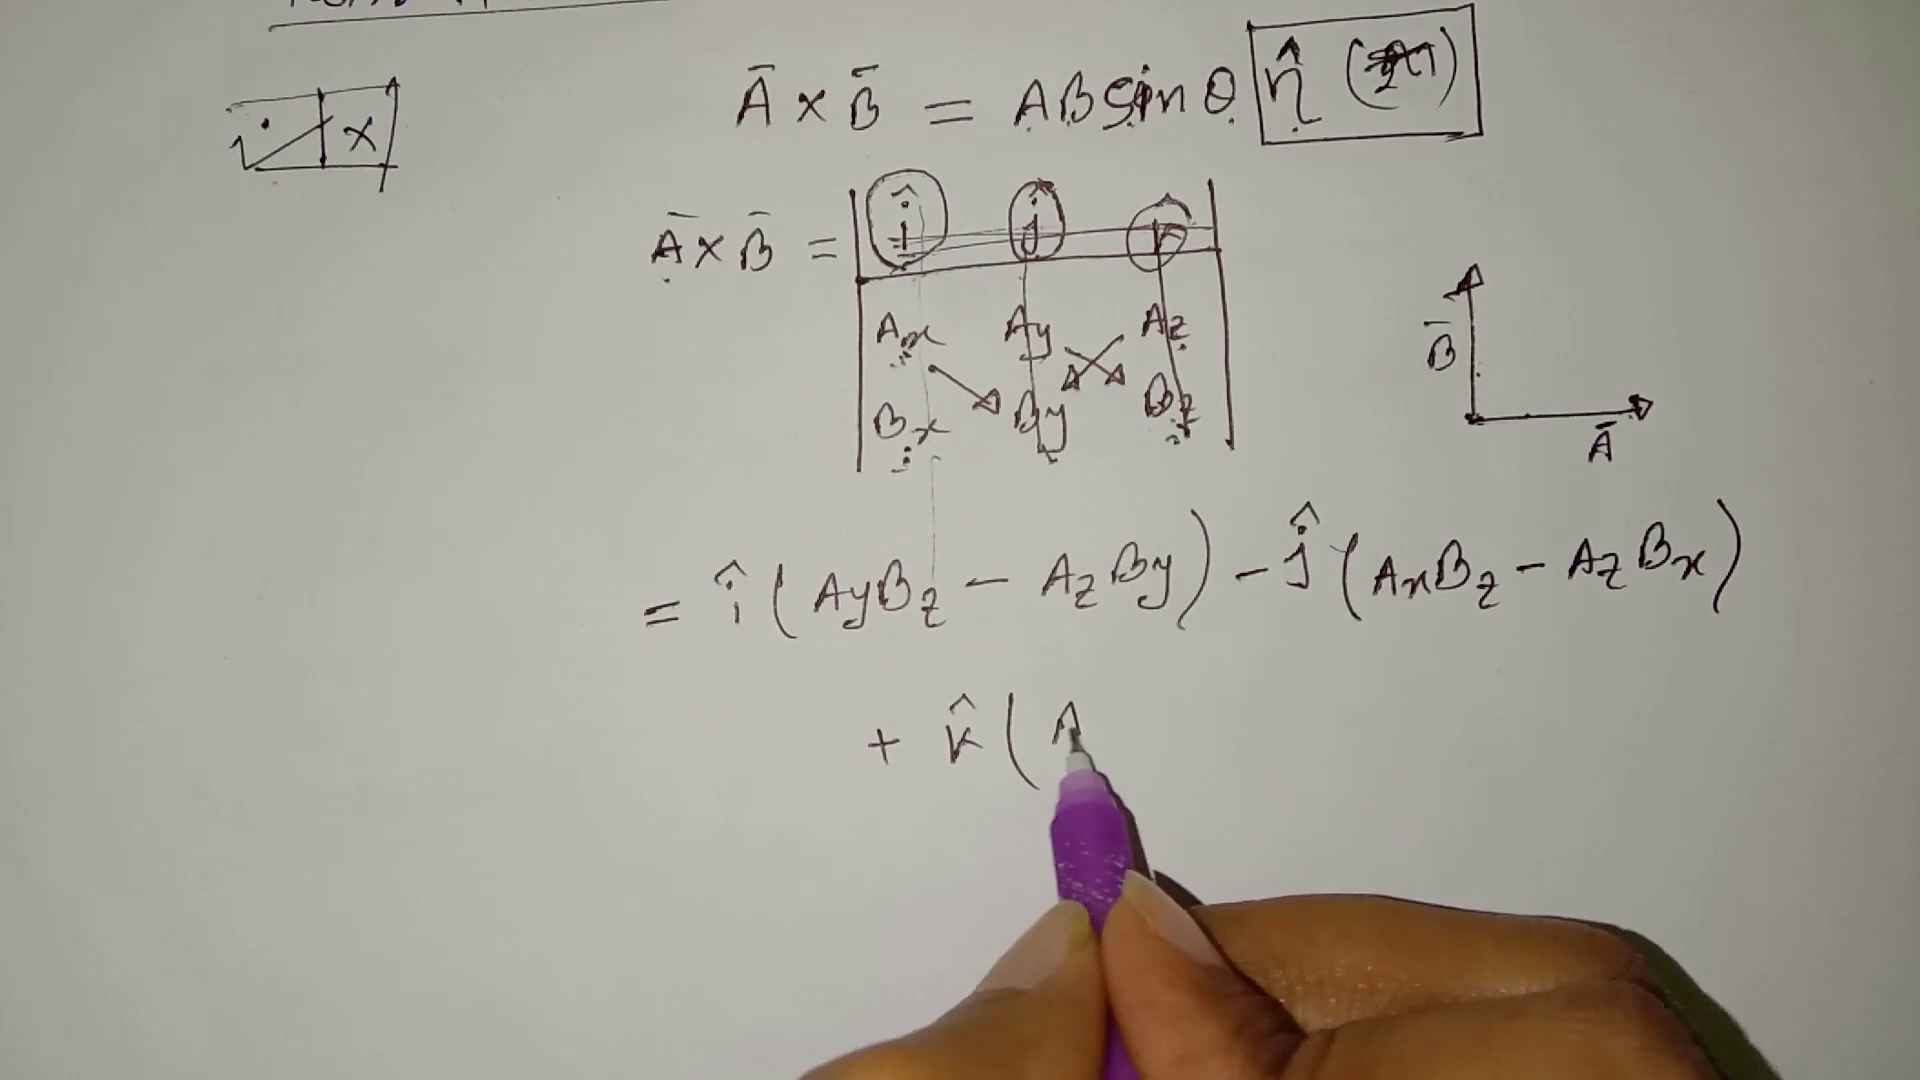 Ā × B̄ = AB sin θ n̂
Ā × B̄ = | î ĵ k̂ |
Ax Ay Az
Bx By Bz
B̄
Ā
= î ( AyBz − AzBy ) − ĵ ( AxBz − AzBx )
+ k̂ ( A
· X